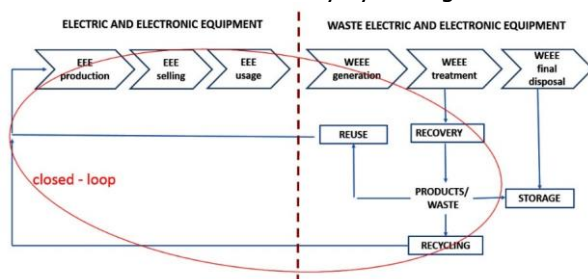 ELECTRIC AND ELECTRONIC EQUIPMENT
WASTE ELECTRIC AND ELECTRONIC EQUIPMENT
EEE
production
EEE
selling
EEE
usage
WEEE
generation
WEEE
treatment
WEEE
final
disposal
REUSE
RECOVERY
closed - loop
PRODUCTS/
WASTE
STORAGE
RECYCLING